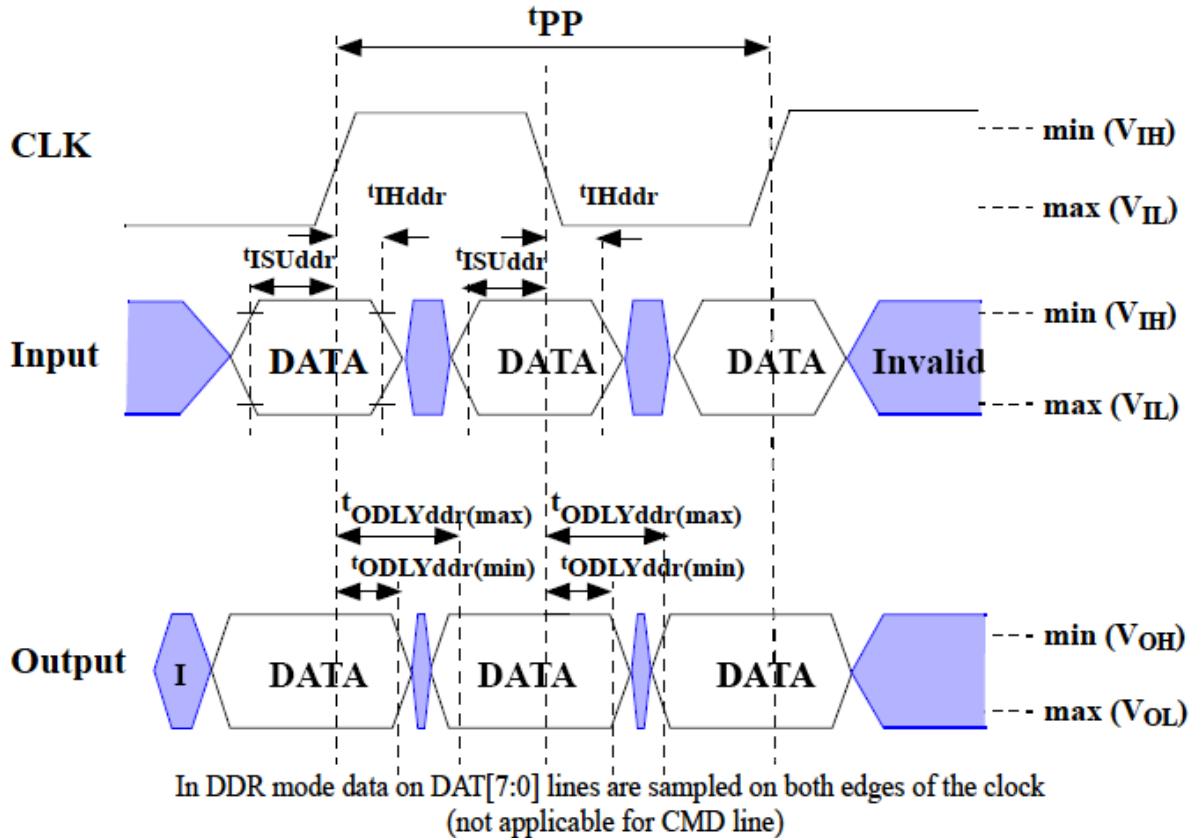 tPP
CLK
min (VIH)
max (VIL)
tIHddr
tIHddr
tISUddr
tISUddr
Input
DATA
DATA
DATA
Invalid
min (VIH)
max (VIL)
tODLYddr(max)
tODLYddr(max)
tODLYddr(min)
tODLYddr(min)
Output
I
DATA
DATA
DATA
min (VOH)
max (VOL)
In DDR mode data on DAT[7:0] lines are sampled on both edges of the clock
(not applicable for CMD line)